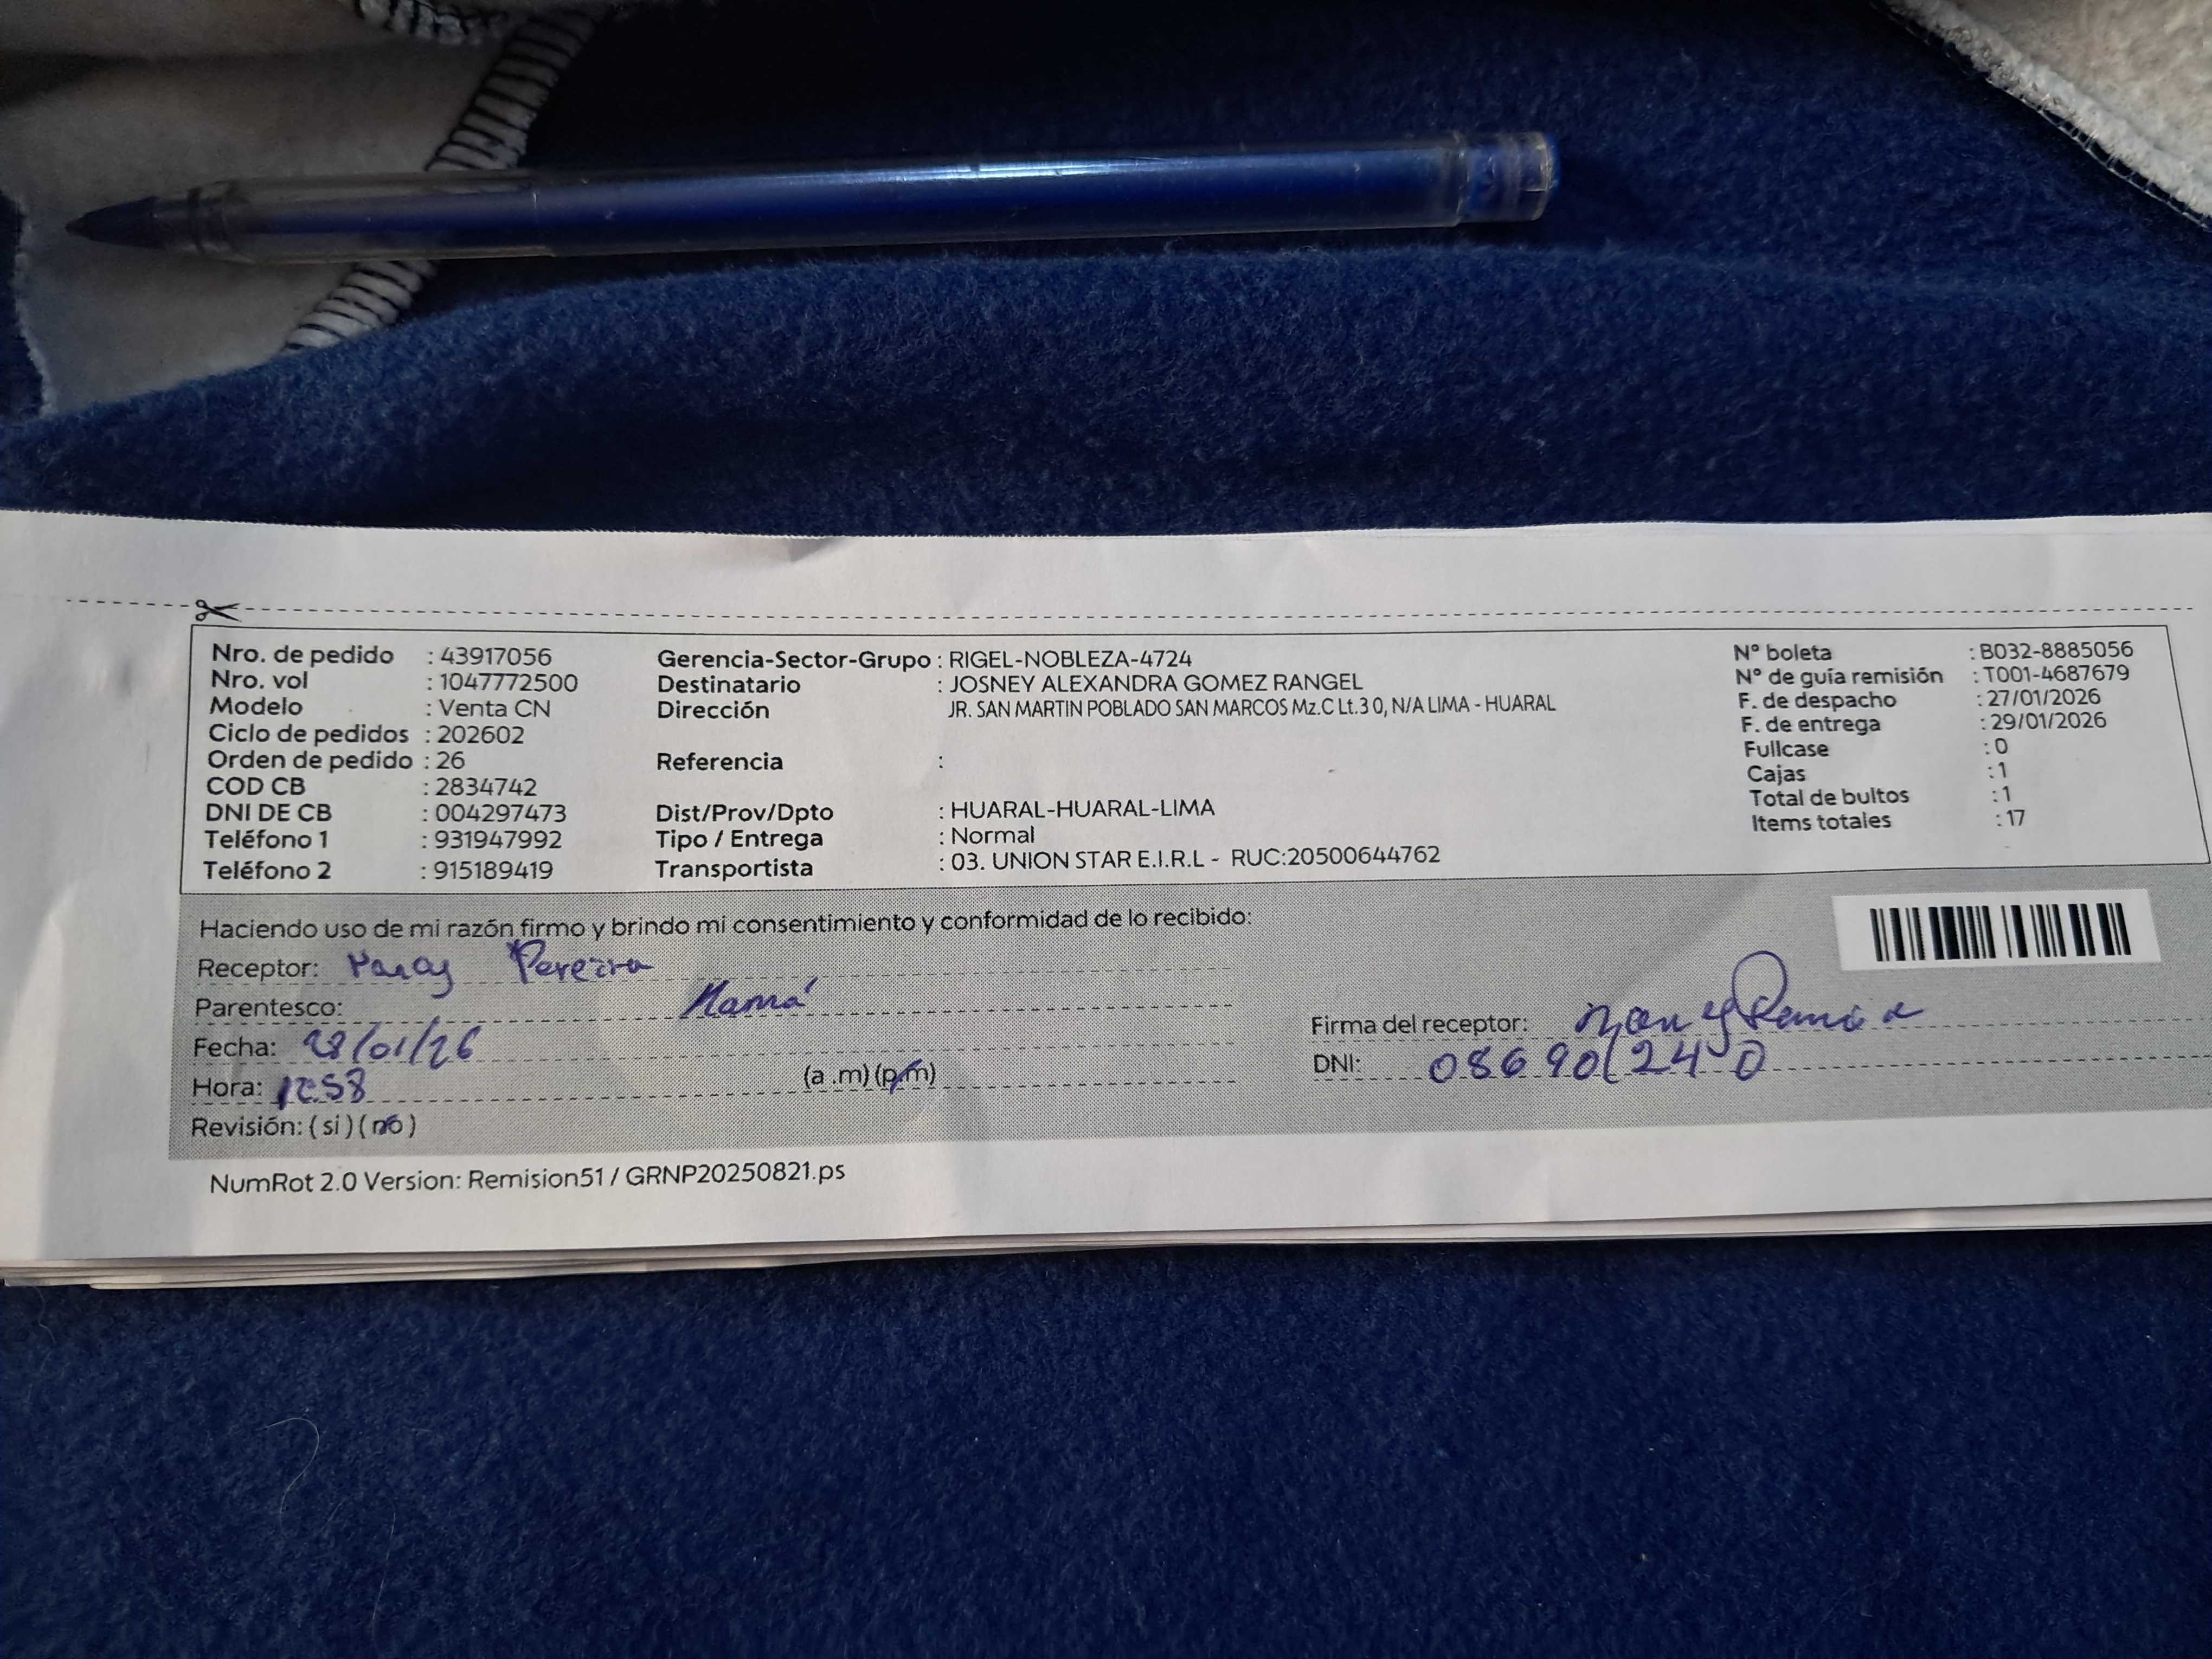 Nro. de pedido : 43917056
Nro. vol : 1047772500
Modelo : Venta CN
Ciclo de pedidos : 202602
Orden de pedido : 26
COD CB : 2834742
DNI DE CB : 004297473
Teléfono 1 : 931947992
Teléfono 2 : 915189419
Gerencia-Sector-Grupo : RIGEL-NOBLEZA-4724
Destinatario : JOSNEY ALEXANDRA GOMEZ RANGEL
Dirección JR. SAN MARTIN POBLADO SAN MARCOS Mz.C Lt.3 0, N/A LIMA - HUARAL
Referencia :
Dist/Prov/Dpto : HUARAL-HUARAL-LIMA
Tipo / Entrega : Normal
Transportista : 03. UNION STAR E.I.R.L - RUC:20500644762
N° boleta : B032-8885056
N° de guía remisión : T001-4687679
F. de despacho : 27/01/2026
F. de entrega : 29/01/2026
Fullcase : 0
Cajas : 1
Total de bultos : 1
Items totales : 17
Haciendo uso de mi razón firmo y brindo mi consentimiento y conformidad de lo recibido:
Receptor: Pereira
Parentesco: Mamá
Fecha: 28/01/26
Hora: 12:58 (a .m) (p.m)
Revisión: ( si ) ( no )
Firma del receptor:
DNI:
NumRot 2.0 Version: Remision51 / GRNP20250821.ps